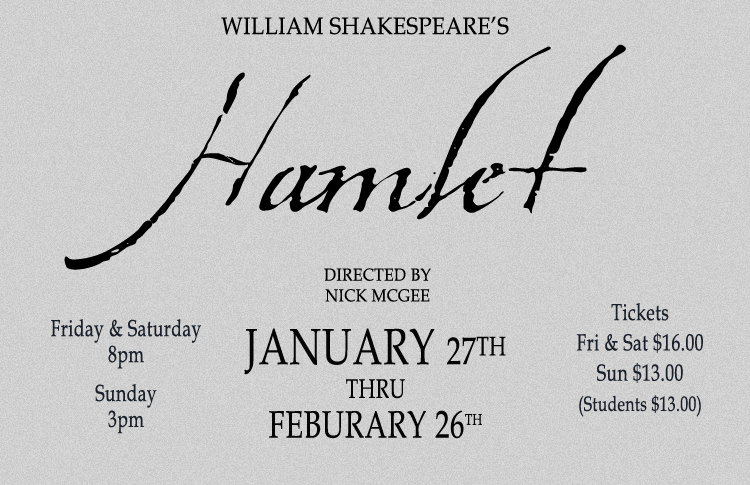 WILLIAM SHAKESPEARE'S
Hamlet
DIRECTED BY
NICK MCGEE
Friday & Saturday
8pm
Sunday
3pm
JANUARY 27TH
THRU
FEBURARY 26TH
Tickets
Fri & Sat $16.00
Sun $13.00
(Students $13.00)